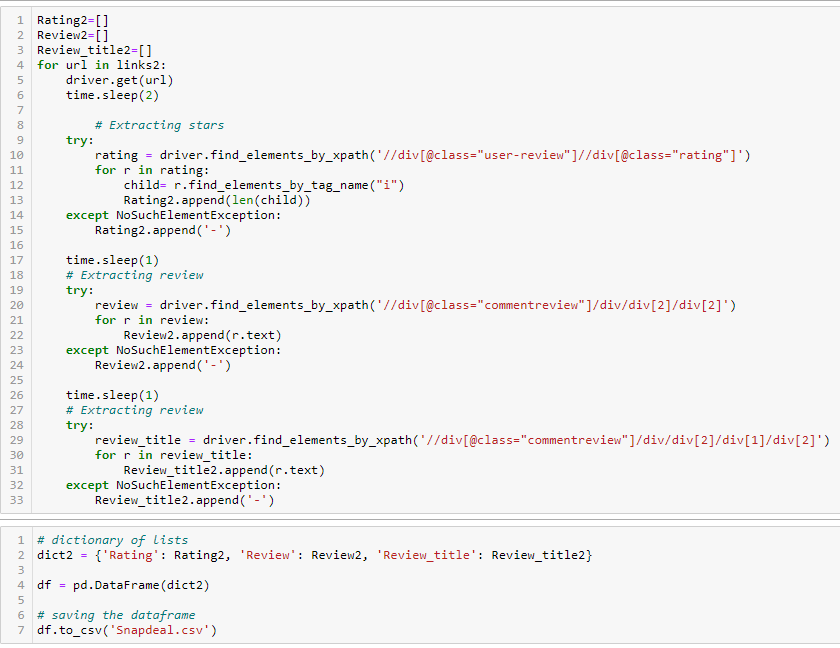 1 Rating2=[]
2 Review2=[]
3 Review_title2=[]
4 for url in links2:
5     driver.get(url)
6     time.sleep(2)
7
8         # Extracting stars
9     try:
10         rating = driver.find_elements_by_xpath('//div[@class="user-review"]//div[@class="rating"]')
11         for r in rating:
12             child= r.find_elements_by_tag_name("i")
13             Rating2.append(len(child))
14     except NoSuchElementException:
15         Rating2.append('-')
16
17     time.sleep(1)
18     # Extracting review
19     try:
20         review = driver.find_elements_by_xpath('//div[@class="commentreview"]/div/div[2]/div[2]')
21         for r in review:
22             Review2.append(r.text)
23     except NoSuchElementException:
24         Review2.append('-')
25
26     time.sleep(1)
27     # Extracting review
28     try:
29         review_title = driver.find_elements_by_xpath('//div[@class="commentreview"]/div/div[2]/div[1]/div[2]')
30         for r in review_title:
31             Review_title2.append(r.text)
32     except NoSuchElementException:
33         Review_title2.append('-')
1 # dictionary of lists
2 dict2 = {'Rating': Rating2, 'Review': Review2, 'Review_title': Review_title2}
3
4 df = pd.DataFrame(dict2)
5
6 # saving the dataframe
7 df.to_csv('Snapdeal.csv')